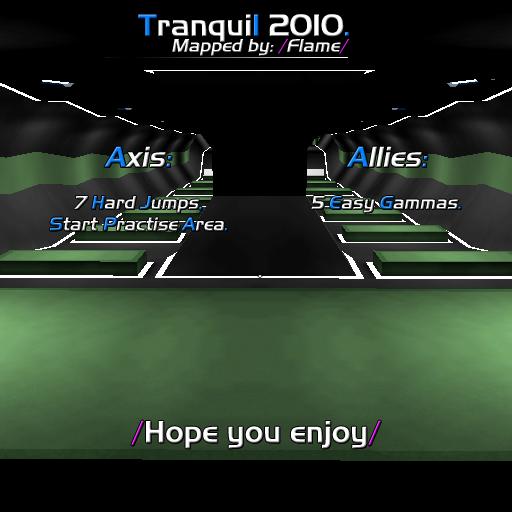 Tranquil 2010.
Mapped by: /Flame/
Axis:
Allies:
7 Hard Jumps.
5 Easy Gammas.
Start Practise Area.
/Hope you enjoy/